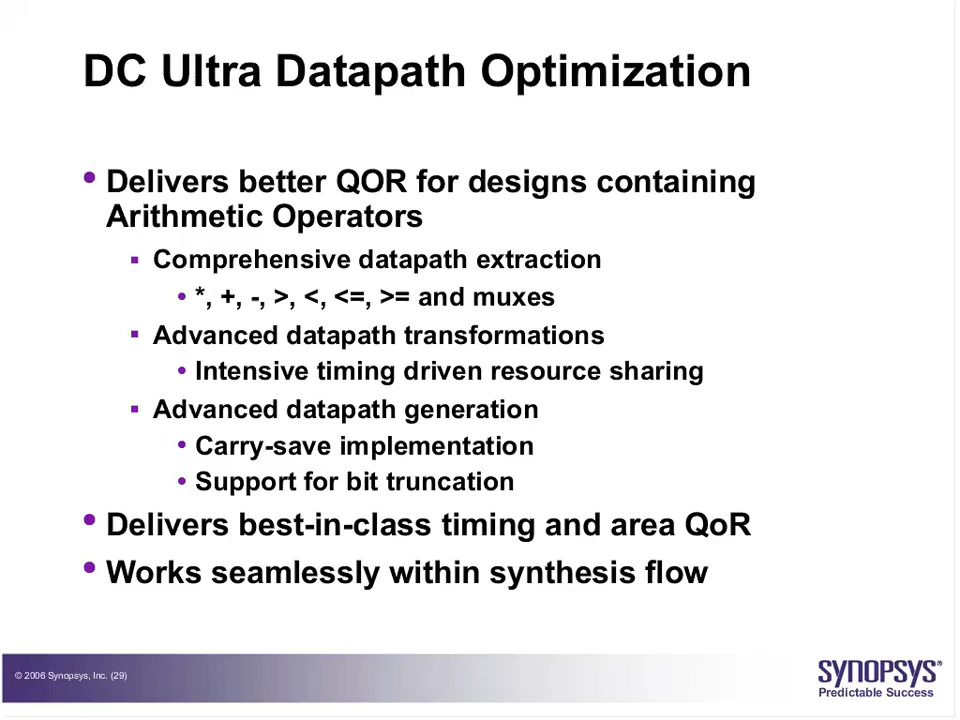 DC Ultra Datapath Optimization
• Delivers better QOR for designs containing
Arithmetic Operators
▪ Comprehensive datapath extraction
• *, +, -, >, <, <=, >= and muxes
▪ Advanced datapath transformations
• Intensive timing driven resource sharing
▪ Advanced datapath generation
• Carry-save implementation
• Support for bit truncation
• Delivers best-in-class timing and area QoR
• Works seamlessly within synthesis flow
© 2006 Synopsys, Inc. (29)
SYNOPSYS®
Predictable Success